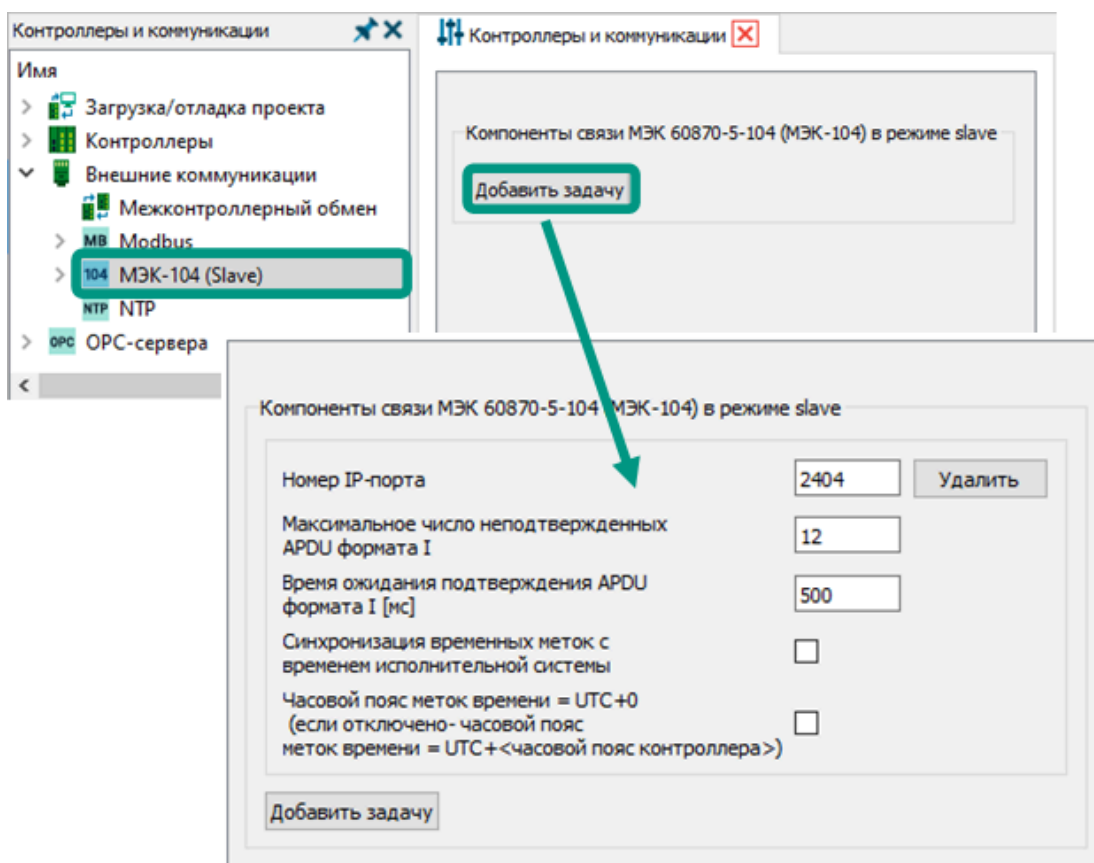 Контроллеры и коммуникации
Имя
Загрузка/отладка проекта
Контроллеры
Внешние коммуникации
Межконтроллерный обмен
MB Modbus
104 МЭК-104 (Slave)
NTP NTP
OPC OPC-сервера
Контроллеры и коммуникации
Компоненты связи МЭК 60870-5-104 (МЭК-104) в режиме slave
Добавить задачу
Компоненты связи МЭК 60870-5-104 (МЭК-104) в режиме slave
Номер IP-порта 2404 Удалить
Максимальное число неподтвержденных
APDU формата I 12
Время ожидания подтверждения APDU
формата I [мс] 500
Синхронизация временных меток с
временем исполнительной системы
Часовой пояс меток времени = UTC+0
(если отключено- часовой пояс
меток времени = UTC+<часовой пояс контроллера>)
Добавить задачу